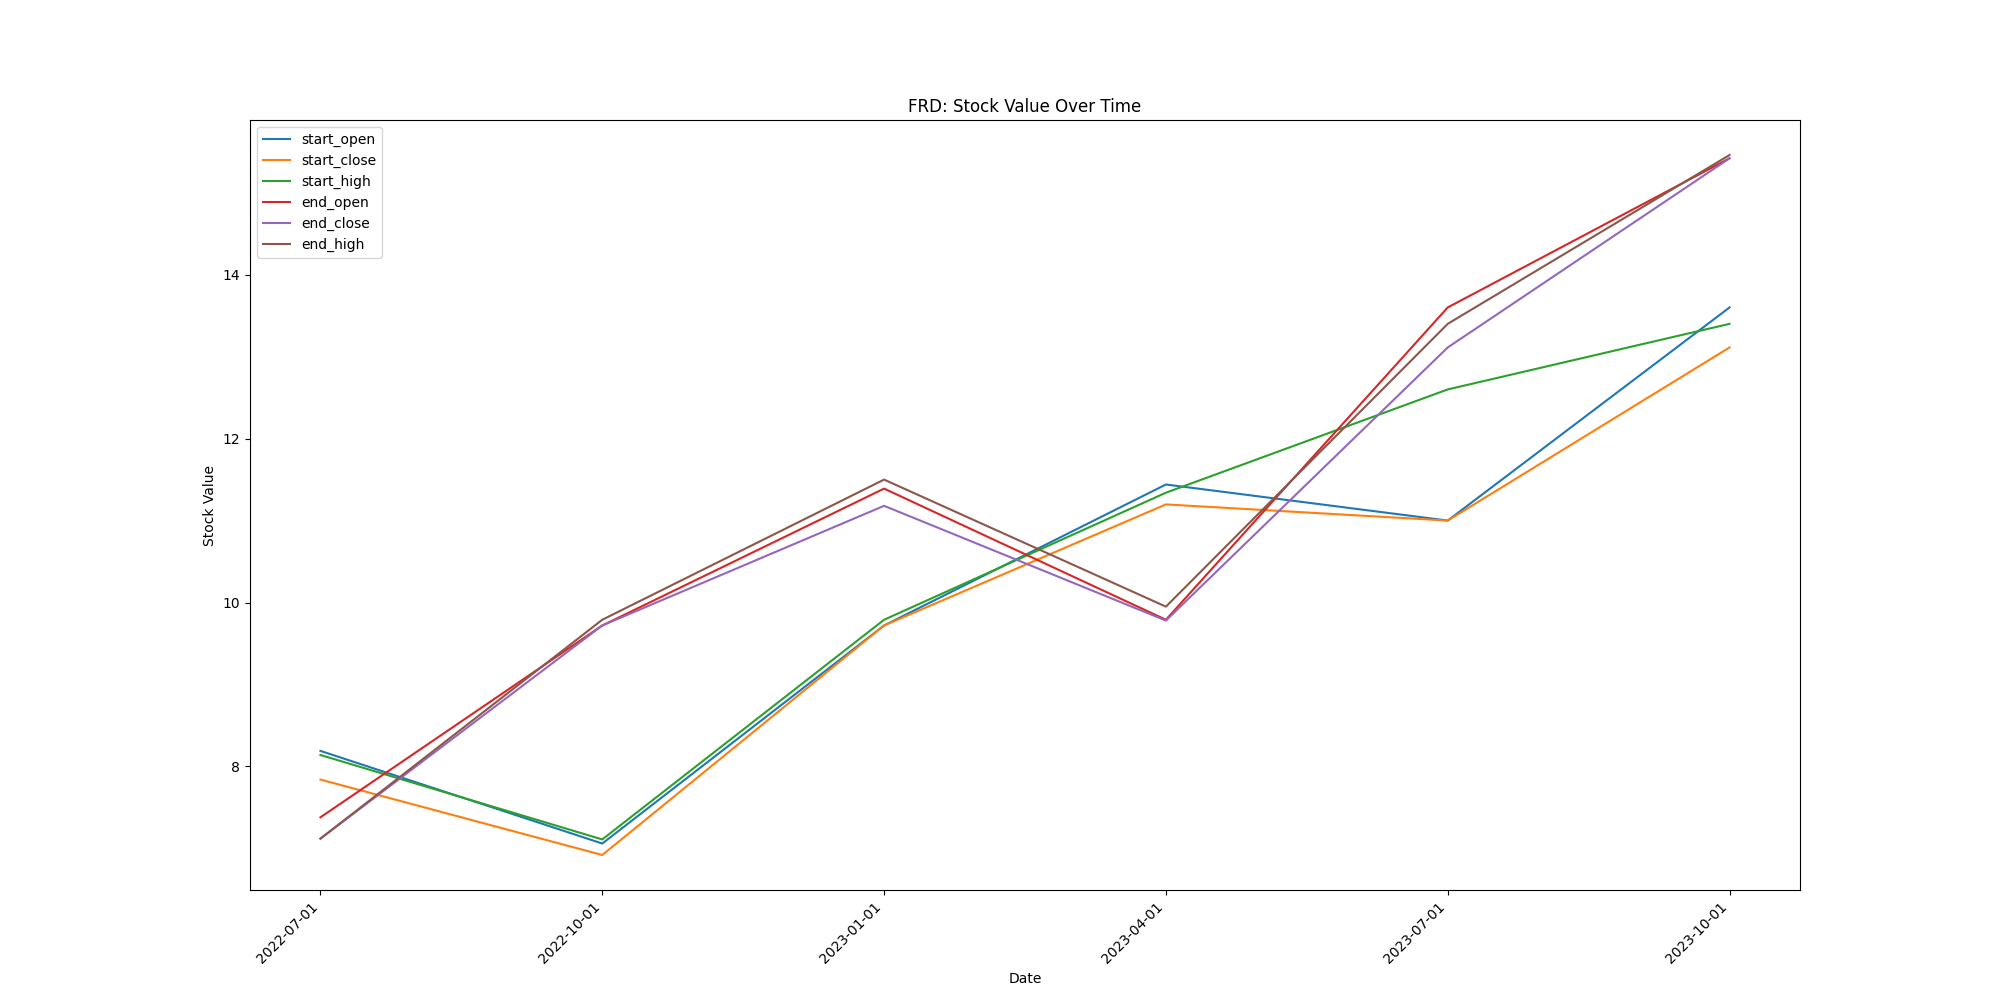 FRD: Stock Value Over Time
start_open
start_close
start_high
end_open
end_close
end_high
Stock Value
14
12
10
8
2022-07-01
2022-10-01
2023-01-01
2023-04-01
2023-07-01
2023-10-01
Date